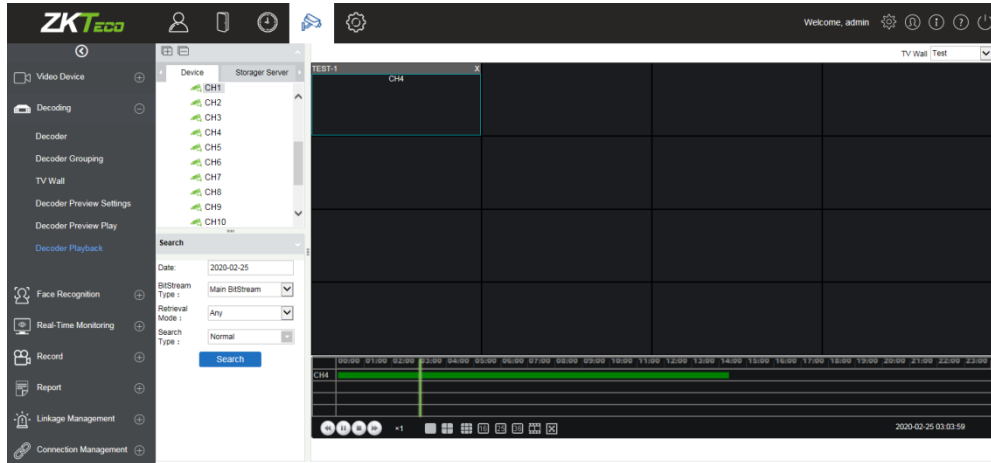 ZKTECO
Welcome, admin
TV Wall Test
Video Device
Decoding
Decoder
Decoder Grouping
TV Wall
Decoder Preview Settings
Decoder Preview Play
Decoder Playback
Face Recognition
Real-Time Monitoring
Record
Report
Linkage Management
Connection Management
Device Storager Server
CH1
CH2
CH3
CH4
CH5
CH6
CH7
CH8
CH9
CH10
Search
Date: 2020-02-25
BitStream Type : Main BitStream
Retrieval Mode : Any
Search Type : Normal
Search
TEST-1 X
CH4
00:00 01:00 02:00 03:00 04:00 05:00 06:00 07:00 08:00 09:00 10:00 11:00 12:00 13:00 14:00 15:00 16:00 17:00 18:00 19:00 20:00 21:00 22:00 23:00
CH4
×1 16 25 36 2020-02-25 03:03:59